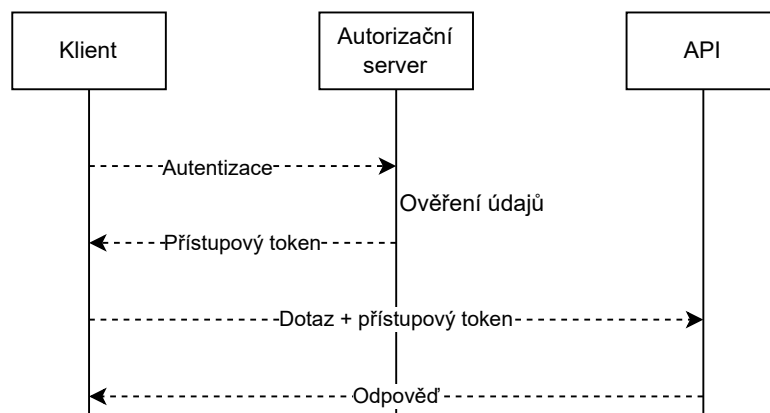 Klient
Autorizační
server
API
Autentizace
Ověření údajů
Přístupový token
Dotaz + přístupový token
Odpověď